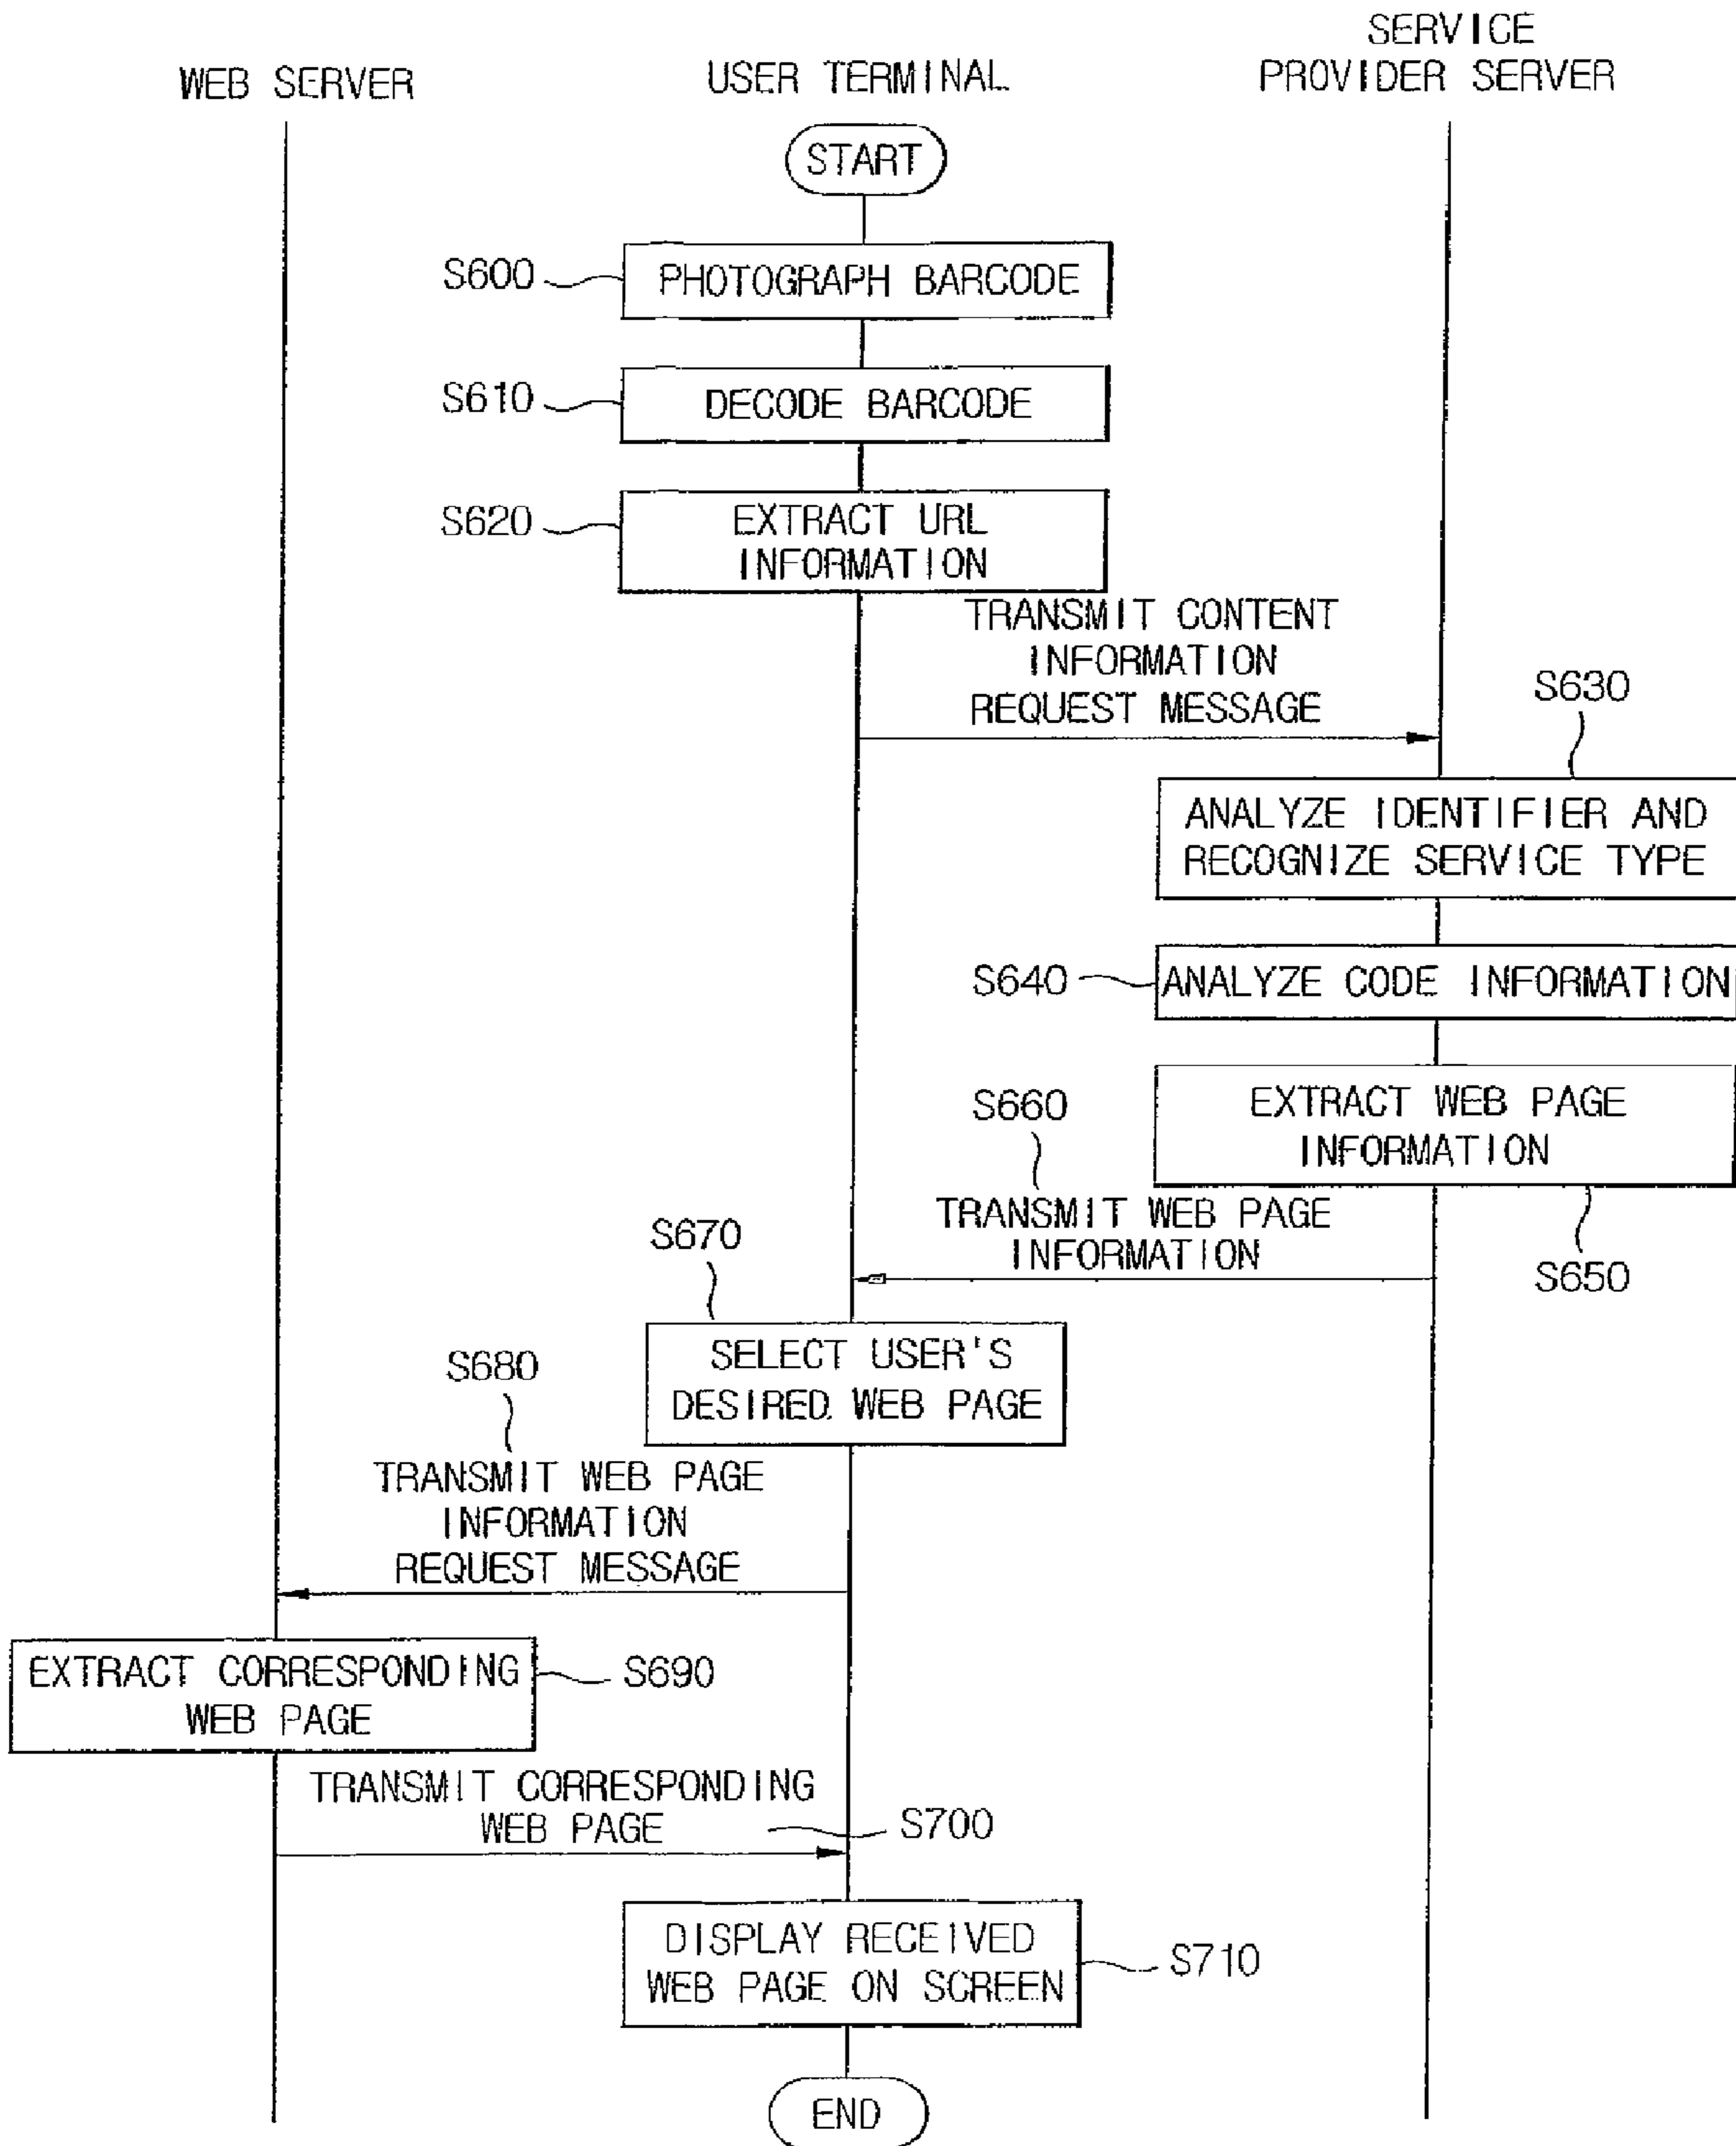 SERVICE
WEB SERVER
USER TERMINAL
PROVIDER SERVER
START
S600
PHOTOGRAPH BARCODE
S610
DECODE BARCODE
S620
EXTRACT URL
INFORMATION
TRANSMIT CONTENT
INFORMATION
REQUEST MESSAGE
S630
ANALYZE IDENTIFIER AND
RECOGNIZE SERVICE TYPE
S640
ANALYZE CODE INFORMATION
EXTRACT WEB PAGE
INFORMATION
S650
S660
TRANSMIT WEB PAGE
INFORMATION
S670
SELECT USER'S
DESIRED WEB PAGE
S680
TRANSMIT WEB PAGE
INFORMATION
REQUEST MESSAGE
EXTRACT CORRESPONDING
WEB PAGE
S690
TRANSMIT CORRESPONDING
WEB PAGE
S700
DISPLAY RECEIVED
WEB PAGE ON SCREEN
S710
END